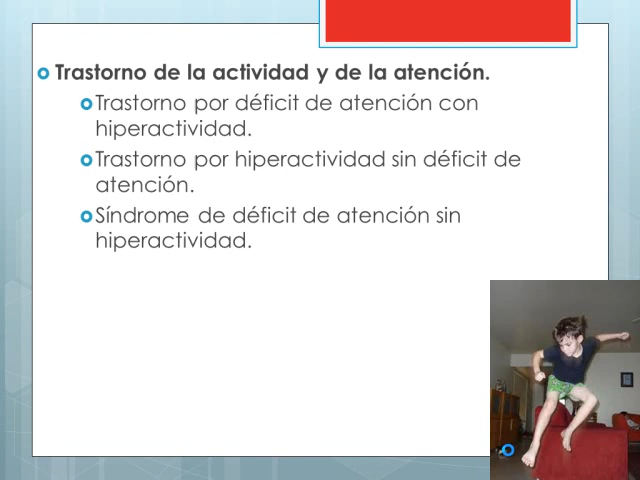 Trastorno de la actividad y de la atención.
Trastorno por déficit de atención con
hiperactividad.
Trastorno por hiperactividad sin déficit de
atención.
Síndrome de déficit de atención sin
hiperactividad.